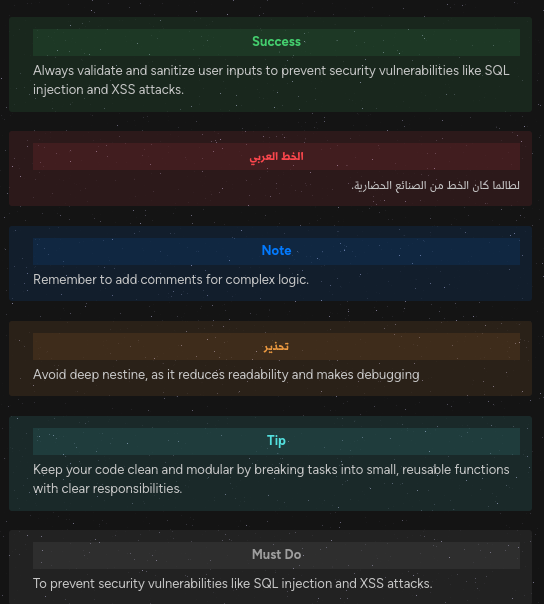 Success
Always validate and sanitize user inputs to prevent security vulnerabilities like SQL
injection and XSS attacks.
الخط العربي
لطالما كان الخط من الصنائع الحضارية.
Note
Remember to add comments for complex logic.
تحذير
Avoid deep nestine, as it reduces readability and makes debugging
Tip
Keep your code clean and modular by breaking tasks into small, reusable functions
with clear responsibilities.
Must Do
To prevent security vulnerabilities like SQL injection and XSS attacks.